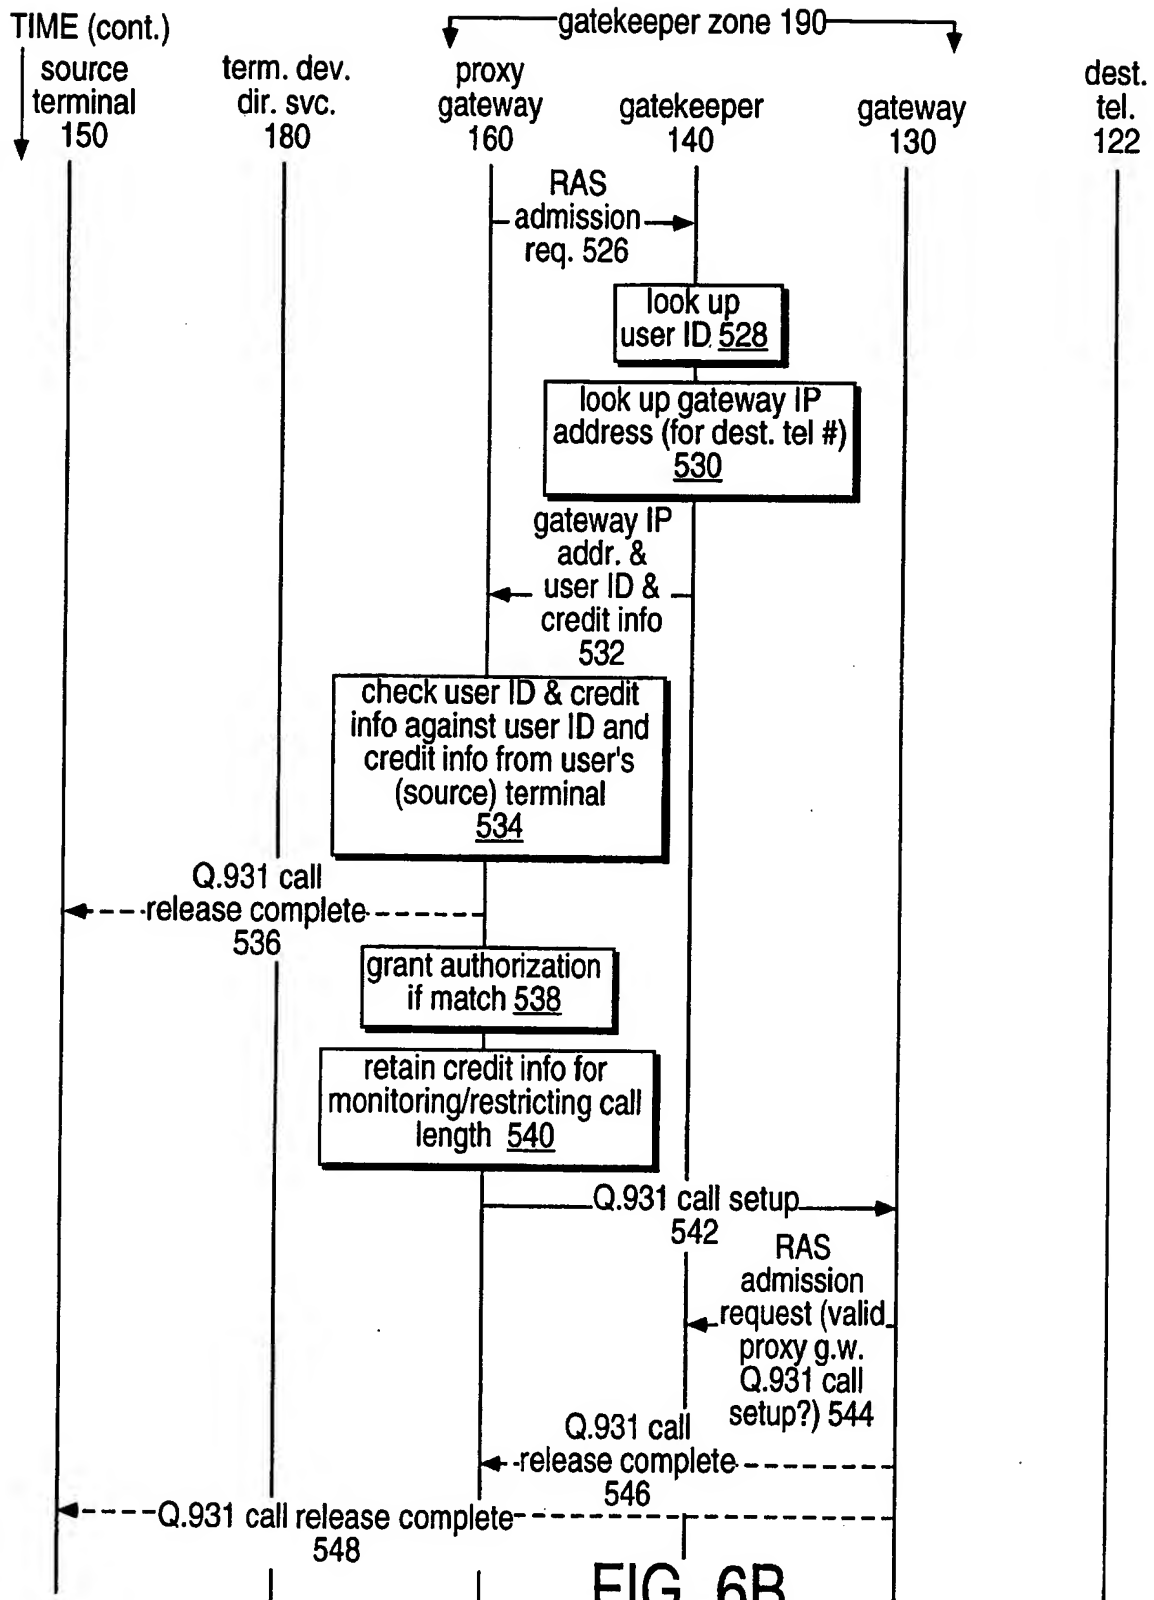 TIME (cont.)
gatekeeper zone 190
source
terminal
150
term. dev.
dir. svc.
180
proxy
gateway
160
gatekeeper
140
gateway
130
dest.
tel.
122
RAS
admission
req. 526
look up
user ID 528
look up gateway IP
address (for dest. tel #)
530
gateway IP
addr. &
user ID &
credit info
532
check user ID & credit
info against user ID and
credit info from user's
(source) terminal
534
Q.931 call
release complete
536
grant authorization
if match 538
retain credit info for
monitoring/restricting call
length 540
Q.931 call setup
542
RAS
admission
request (valid
proxy g.w.
Q.931 call
setup?) 544
Q.931 call
release complete
546
Q.931 call release complete
548
FIG. 6B